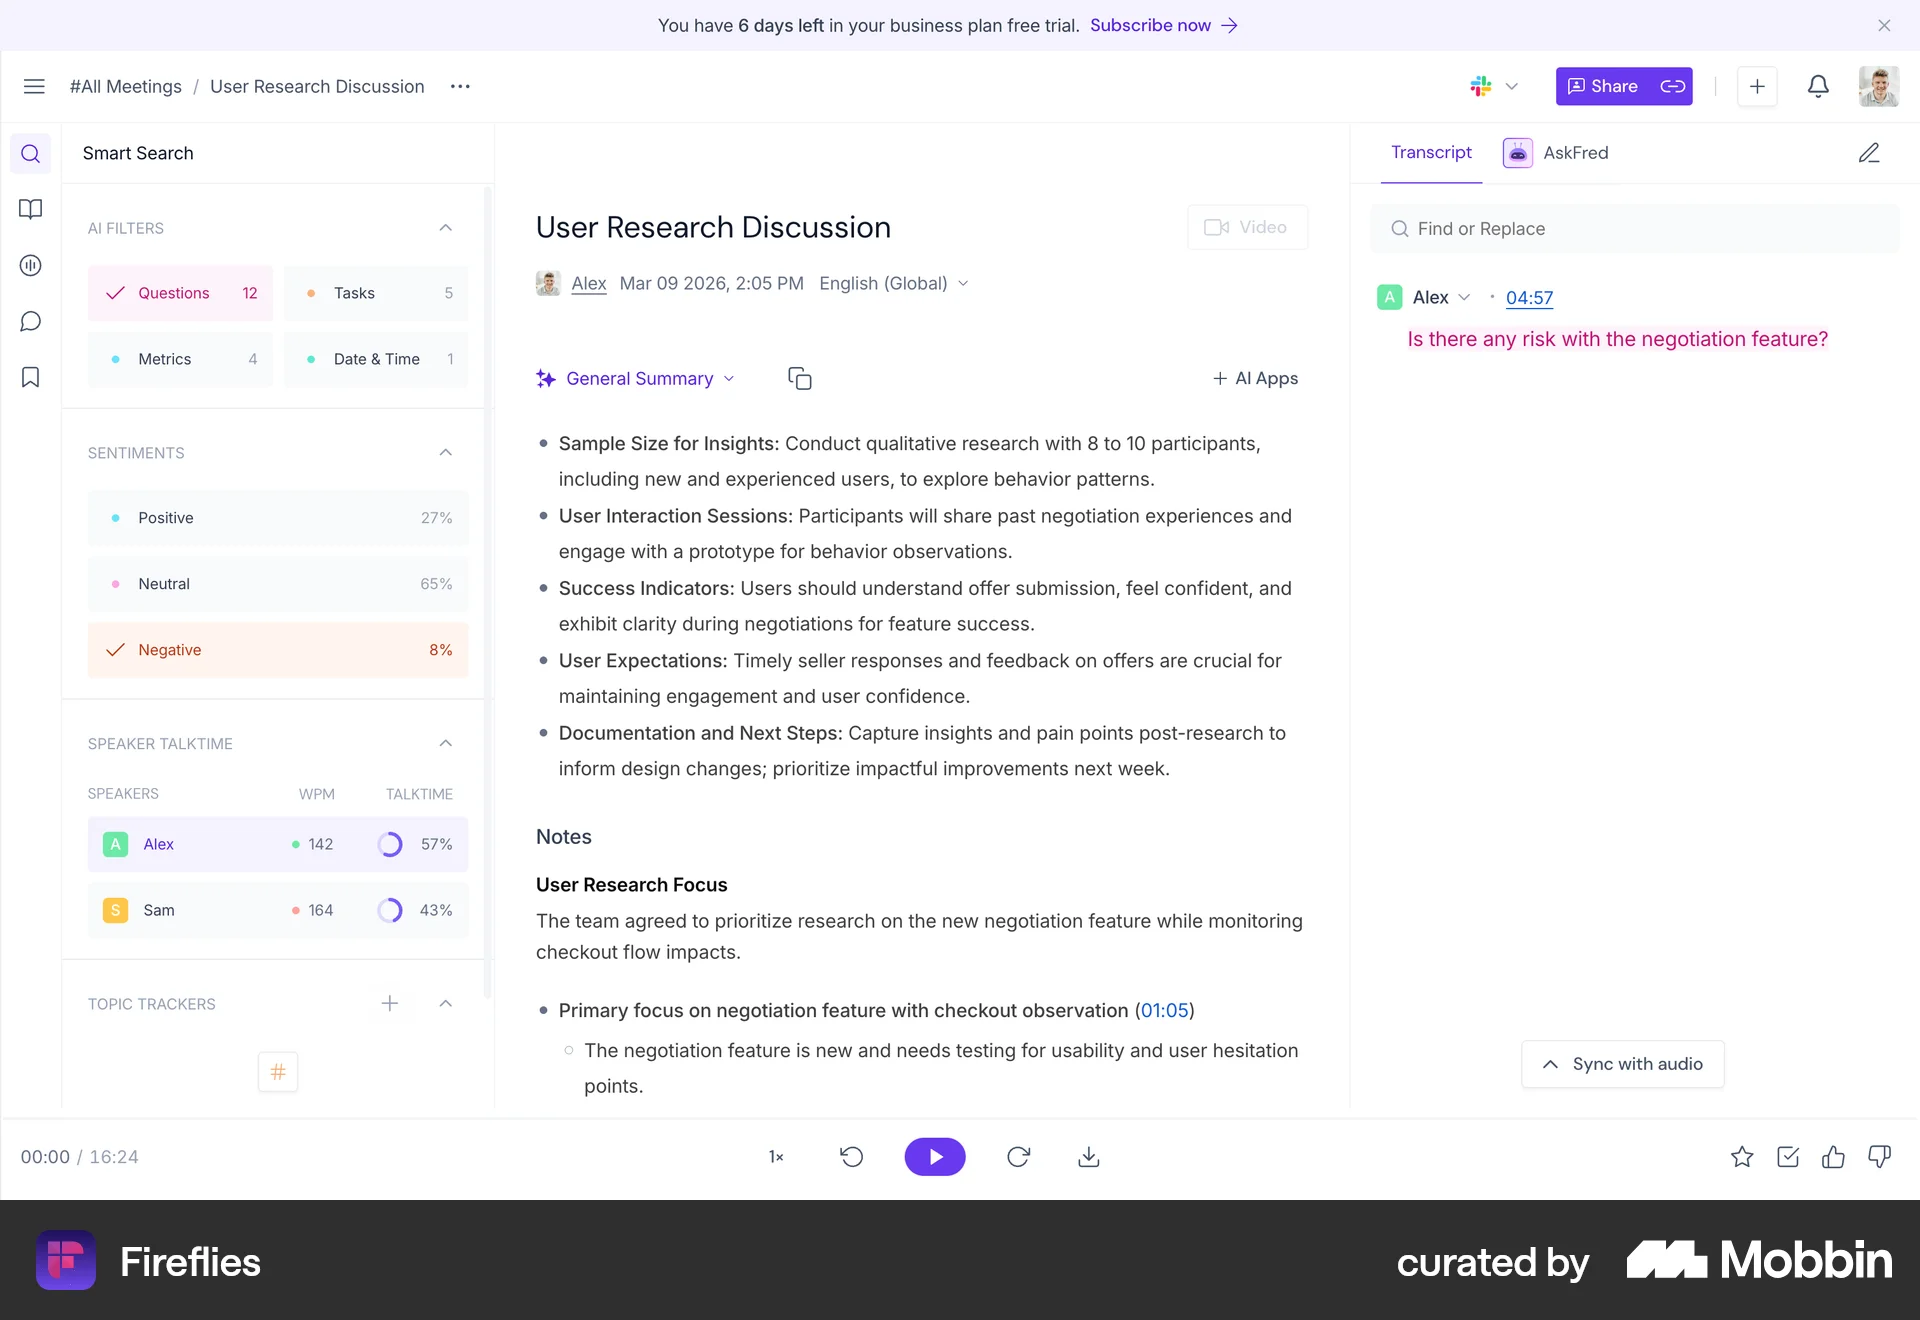 You have 6 days left in your business plan free trial. Subscribe now
#All Meetings / User Research Discussion
Share
Smart Search
AI FILTERS
Questions 12
Tasks 5
Metrics 4
Date & Time 1
SENTIMENTS
Positive 27%
Neutral 65%
Negative 8%
SPEAKER TALKTIME
SPEAKERS WPM TALKTIME
A Alex 142 57%
S Sam 164 43%
TOPIC TRACKERS
#
User Research Discussion
Video
Alex Mar 09 2026, 2:05 PM English (Global)
General Summary
AI Apps
• Sample Size for Insights: Conduct qualitative research with 8 to 10 participants,
including new and experienced users, to explore behavior patterns.
• User Interaction Sessions: Participants will share past negotiation experiences and
engage with a prototype for behavior observations.
• Success Indicators: Users should understand offer submission, feel confident, and
exhibit clarity during negotiations for feature success.
• User Expectations: Timely seller responses and feedback on offers are crucial for
maintaining engagement and user confidence.
• Documentation and Next Steps: Capture insights and pain points post-research to
inform design changes; prioritize impactful improvements next week.
Notes
User Research Focus
The team agreed to prioritize research on the new negotiation feature while monitoring
checkout flow impacts.
• Primary focus on negotiation feature with checkout observation (01:05)
The negotiation feature is new and needs testing for usability and user hesitation
points.
Transcript
AskFred
Find or Replace
A Alex · 04:57
Is there any risk with the negotiation feature?
Sync with audio
00:00 / 16:24
1×
Fireflies
curated by Mobbin